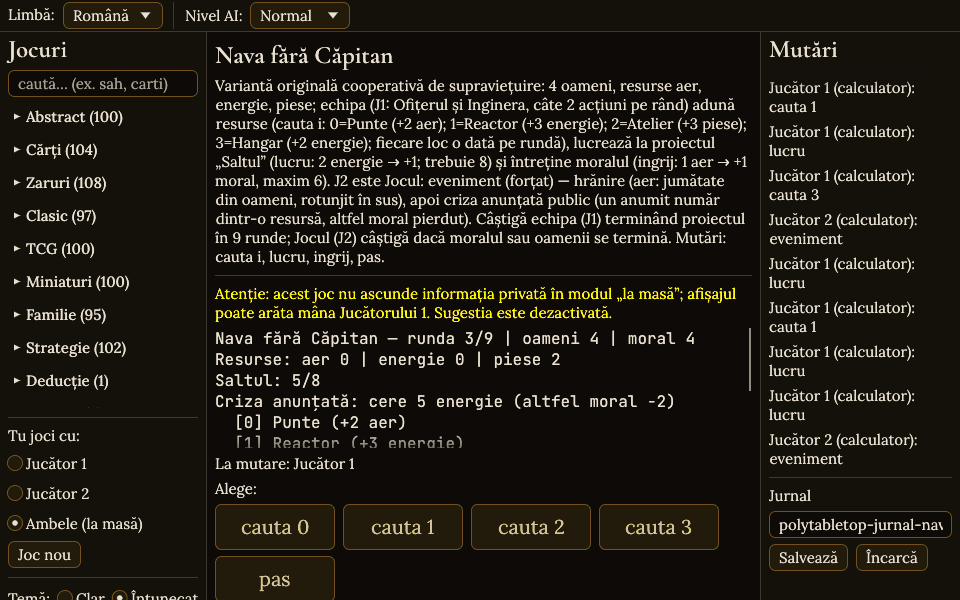 Limbă:
Română ▼
Nivel AI:
Normal ▼
Jocuri
caută... (ex. sah, carti)
▸ Abstract (100)
▸ Cărți (104)
▸ Zaruri (108)
▸ Clasic (97)
▸ TCG (100)
▸ Miniaturi (100)
▸ Familie (95)
▸ Strategie (102)
▸ Deducție (1)
Tu joci cu:
Jucător 1
Jucător 2
Ambele (la masă)
Joc nou
Temă: Clar Întunecat
Nava fără Căpitan
Variantă originală cooperativ de supraviețuire: 4 oameni, resurse aer,
energie, piese; echipa (J1: Ofițerul și Inginera, câte 2 acțiuni pe rând) adună
resurse (cauta i: 0=Punte (+2 aer); 1=Reactor (+3 energie); 2=Atelier (+3 piese);
3=Hangar (+2 energie); fiecare loc o dată pe rundă), lucrează la proiectul
„Saltul” (lucru: 2 energie → +1; trebuie 8) și întreține moralul (ingrij: 1 aer → +1
moral, maxim 6). J2 este Jocul: eveniment (forțat) — hrănire (aer: jumătate
din oameni, rotunjit în sus), apoi criza anunțată public (un anumit număr
dintr-o resursă, altfel moral pierdut). Câștigă echipa (J1) terminând proiectul
în 9 runde; Jocul (J2) câștigă dacă moralul sau oamenii se termină. Mutări:
cauta i, lucru, ingrij, pas.
Atenție: acest joc nu ascunde informația privată în modul „la masă”; afișajul
poate arăta mâna Jucătorului 1. Sugestia este dezactivată.
Nava fără Căpitan — runda 3/9 | oameni 4 | moral 4
Resurse: aer 0 | energie 0 | piese 2
Saltul: 5/8
Criza anunțată: cere 5 energie (altfel moral -2)
[0] Punte (+2 aer)
[1] Reactor (+3 energie)
La mutare: Jucător 1
Alege:
cauta 0
cauta 1
cauta 2
cauta 3
pas
Mutări
Jucător 1 (calculator):
cauta 1
Jucător 1 (calculator):
lucru
Jucător 1 (calculator):
cauta 3
Jucător 2 (calculator):
eveniment
Jucător 1 (calculator):
lucru
Jucător 1 (calculator):
cauta 1
Jucător 1 (calculator):
lucru
Jucător 1 (calculator):
lucru
Jucător 2 (calculator):
eveniment
Jurnal
polytabletop-jurnal-nav
Salvează
Încarcă